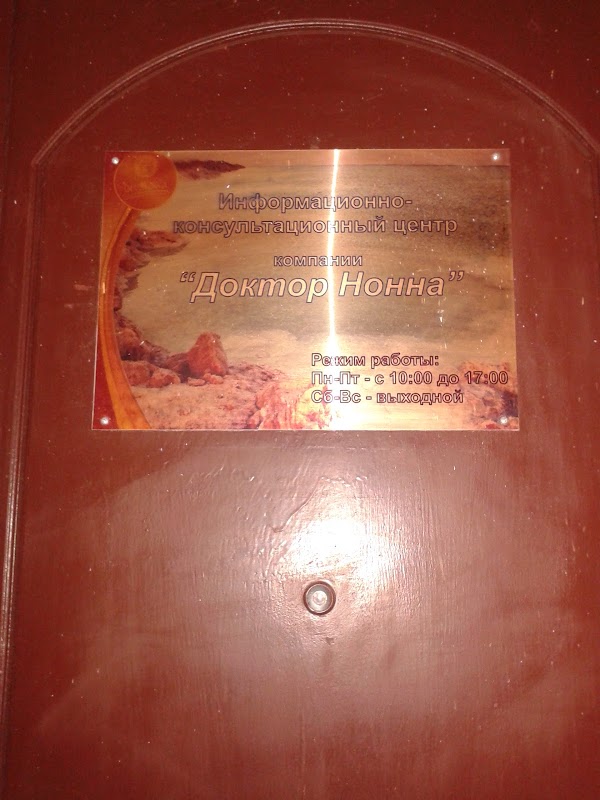 Информационно-
консультационный центр
компании
“Доктор Нонна”
Режим работы:
Пн-Пт - с 10:00 до 17:00
Сб-Вс - выходной